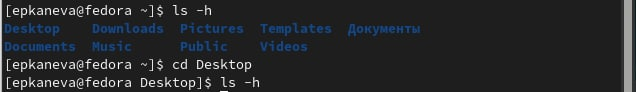 [epkaneva@fedora ~]$ ls -h
Desktop Downloads Pictures Templates Документы
Documents Music Public Videos
[epkaneva@fedora ~]$ cd Desktop
[epkaneva@fedora Desktop]$ ls -h